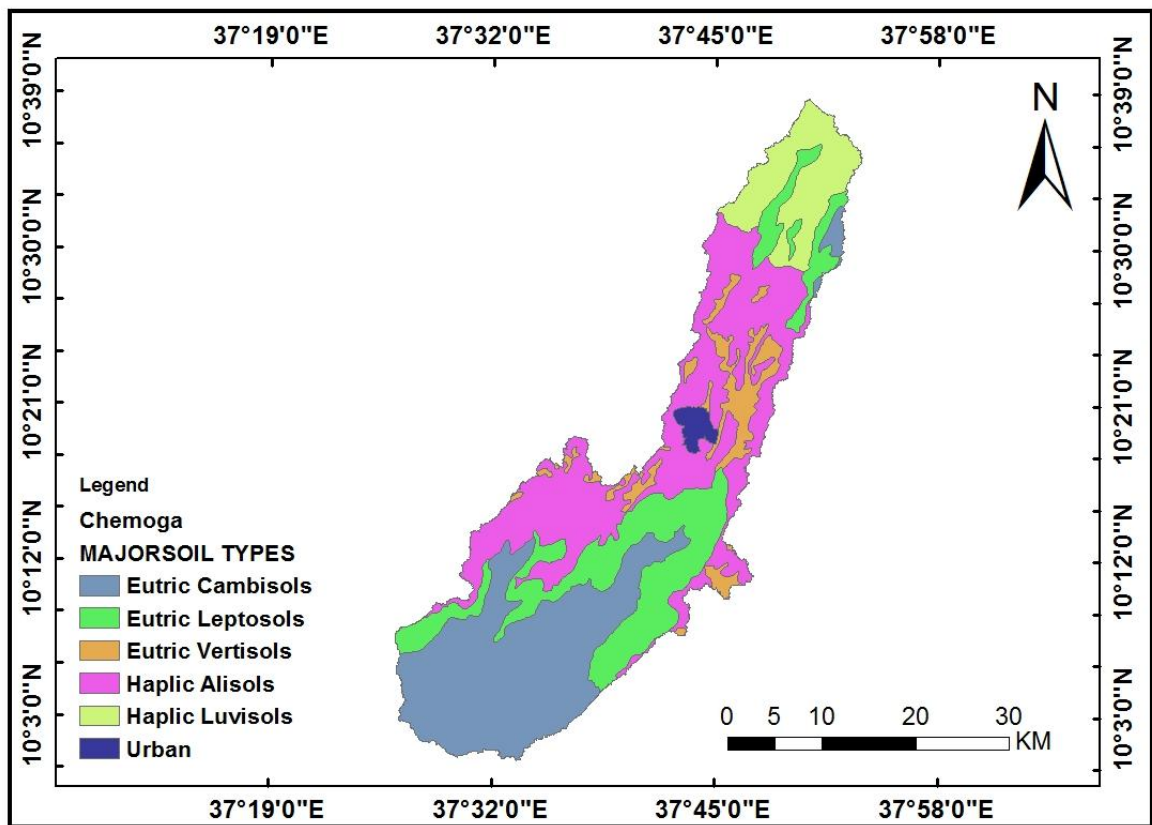 37°19'0"E 37°32'0"E 37°45'0"E 37°58'0"E
10°39'0"N
10°30'0"N
10°21'0"N
10°12'0"N
10°3'0"N
N
10°39'0"N
10°30'0"N
10°21'0"N
10°12'0"N
10°3'0"N
Legend
Chemoga
MAJORSOIL TYPES
Eutric Cambisols
Eutric Leptosols
Eutric Vertisols
Haplic Alisols
Haplic Luvisols
Urban
0 5 10 20 30
KM
37°19'0"E 37°32'0"E 37°45'0"E 37°58'0"E